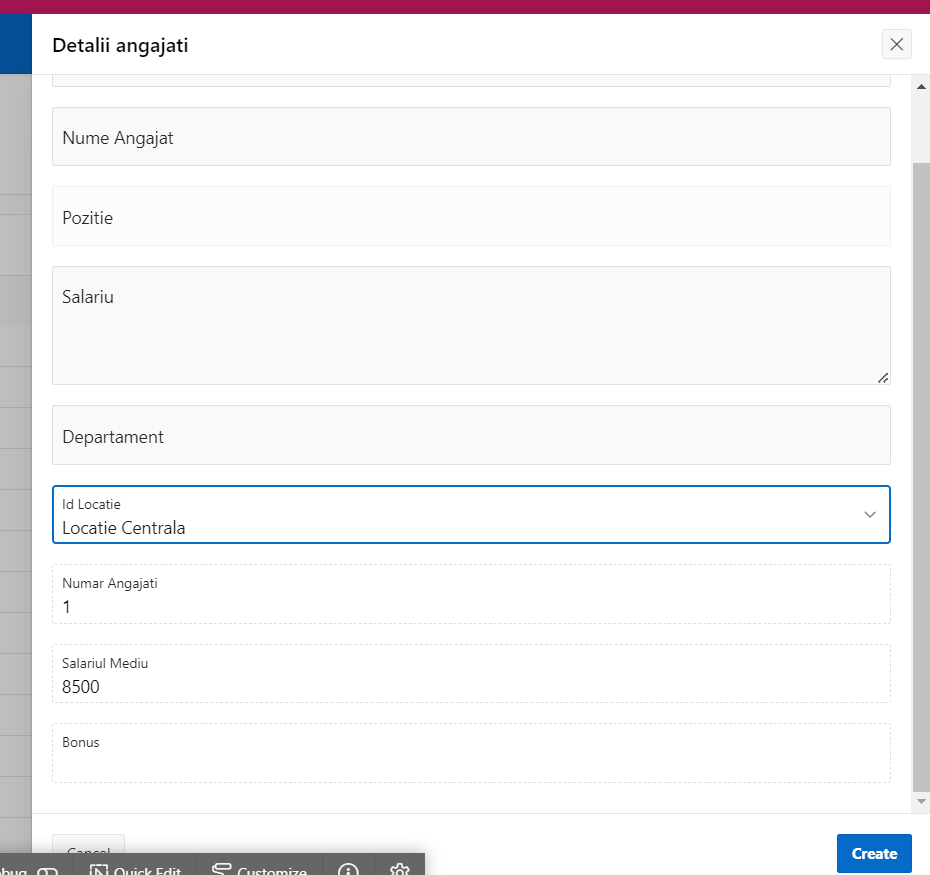 Detalii angajati
Nume Angajat
Pozitie
Salariu
Departament
Id Locatie
Locatie Centrala
Numar Angajati
1
Salariul Mediu
8500
Bonus
Cancel
Create
Quick Edit
Customize